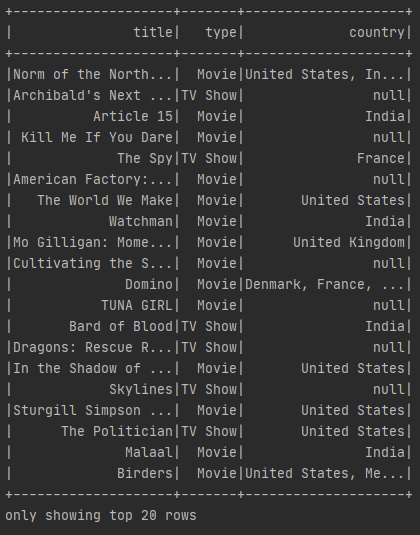 +--------------------+-------+--------------------+
|               title|   type|             country|
+--------------------+-------+--------------------+
|Norm of the North...|  Movie|United States, In...|
|Archibald's Next ...|TV Show|                null|
|          Article 15|  Movie|               India|
| Kill Me If You Dare|  Movie|                null|
|             The Spy|TV Show|              France|
|American Factory:...|  Movie|                null|
|   The World We Make|  Movie|       United States|
|            Watchman|  Movie|               India|
|Mo Gilligan: Mome...|  Movie|      United Kingdom|
|Cultivating the S...|  Movie|                null|
|              Domino|  Movie|Denmark, France, ...|
|           TUNA GIRL|  Movie|                null|
|       Bard of Blood|TV Show|               India|
|Dragons: Rescue R...|TV Show|                null|
|In the Shadow of ...|  Movie|       United States|
|            Skylines|TV Show|                null|
|Sturgill Simpson ...|  Movie|       United States|
|      The Politician|TV Show|       United States|
|              Malaal|  Movie|               India|
|             Birders|  Movie|United States, Me...|
+--------------------+-------+--------------------+
only showing top 20 rows